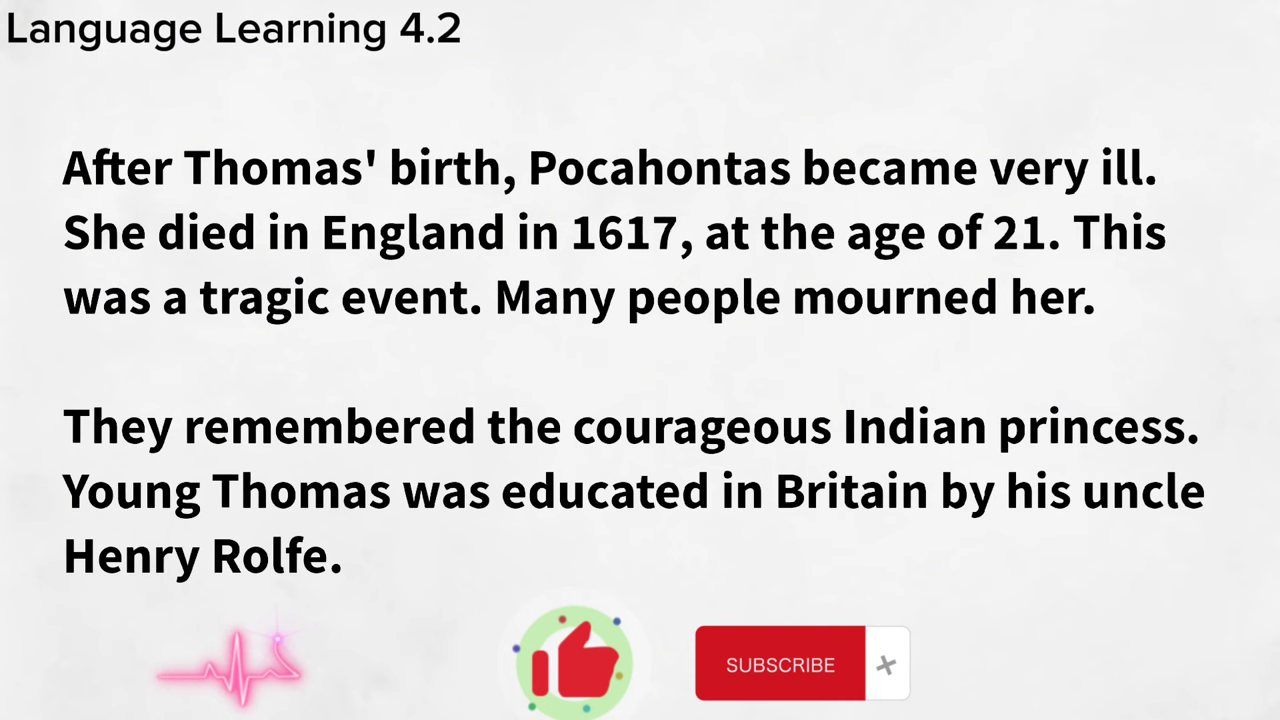 Language Learning 4.2
After Thomas' birth, Pocahontas became very ill.
She died in England in 1617, at the age of 21. This
was a tragic event. Many people mourned her.
They remembered the courageous Indian princess.
Young Thomas was educated in Britain by his uncle
Henry Rolfe.
SUBSCRIBE